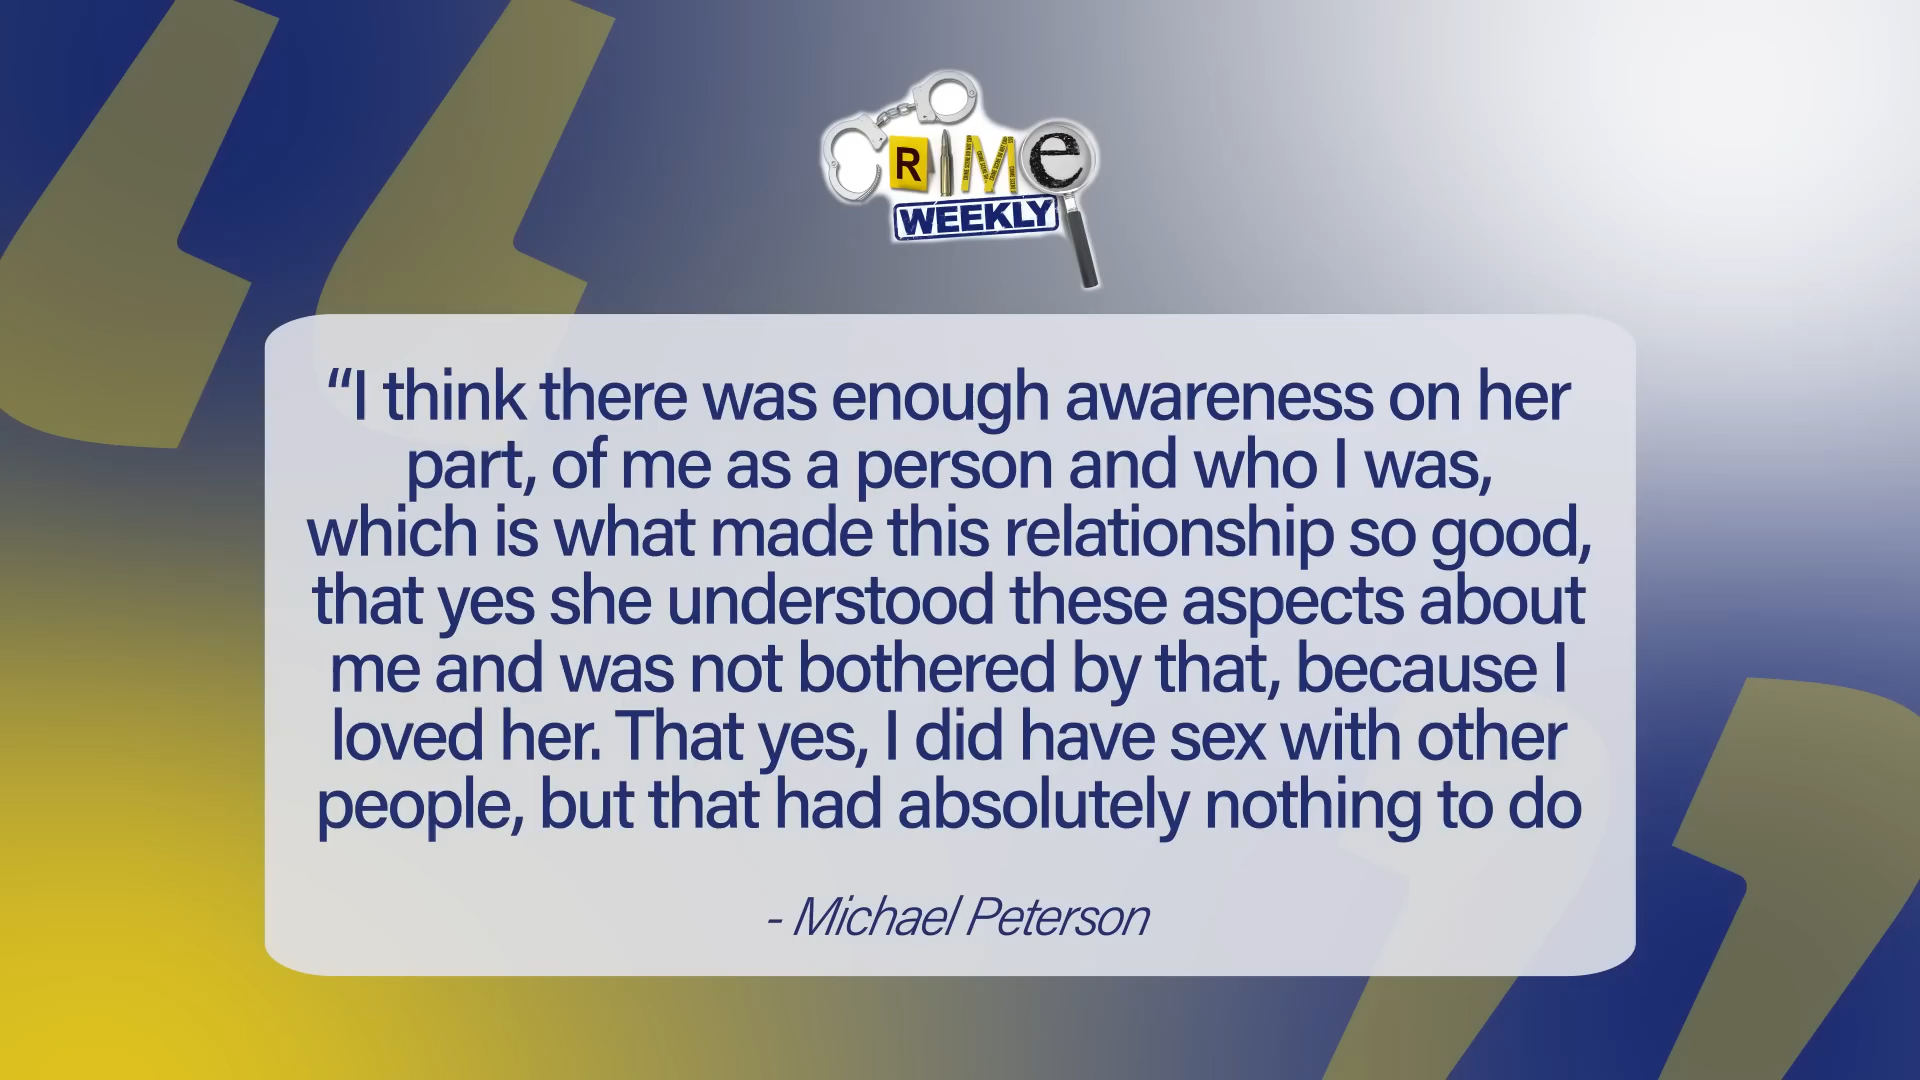 CRIMe
WEEKLY
“I think there was enough awareness on her
part, of me as a person and who I was,
which is what made this relationship so good,
that yes she understood these aspects about
me and was not bothered by that, because I
loved her. That yes, I did have sex with other
people, but that had absolutely nothing to do
- Michael Peterson